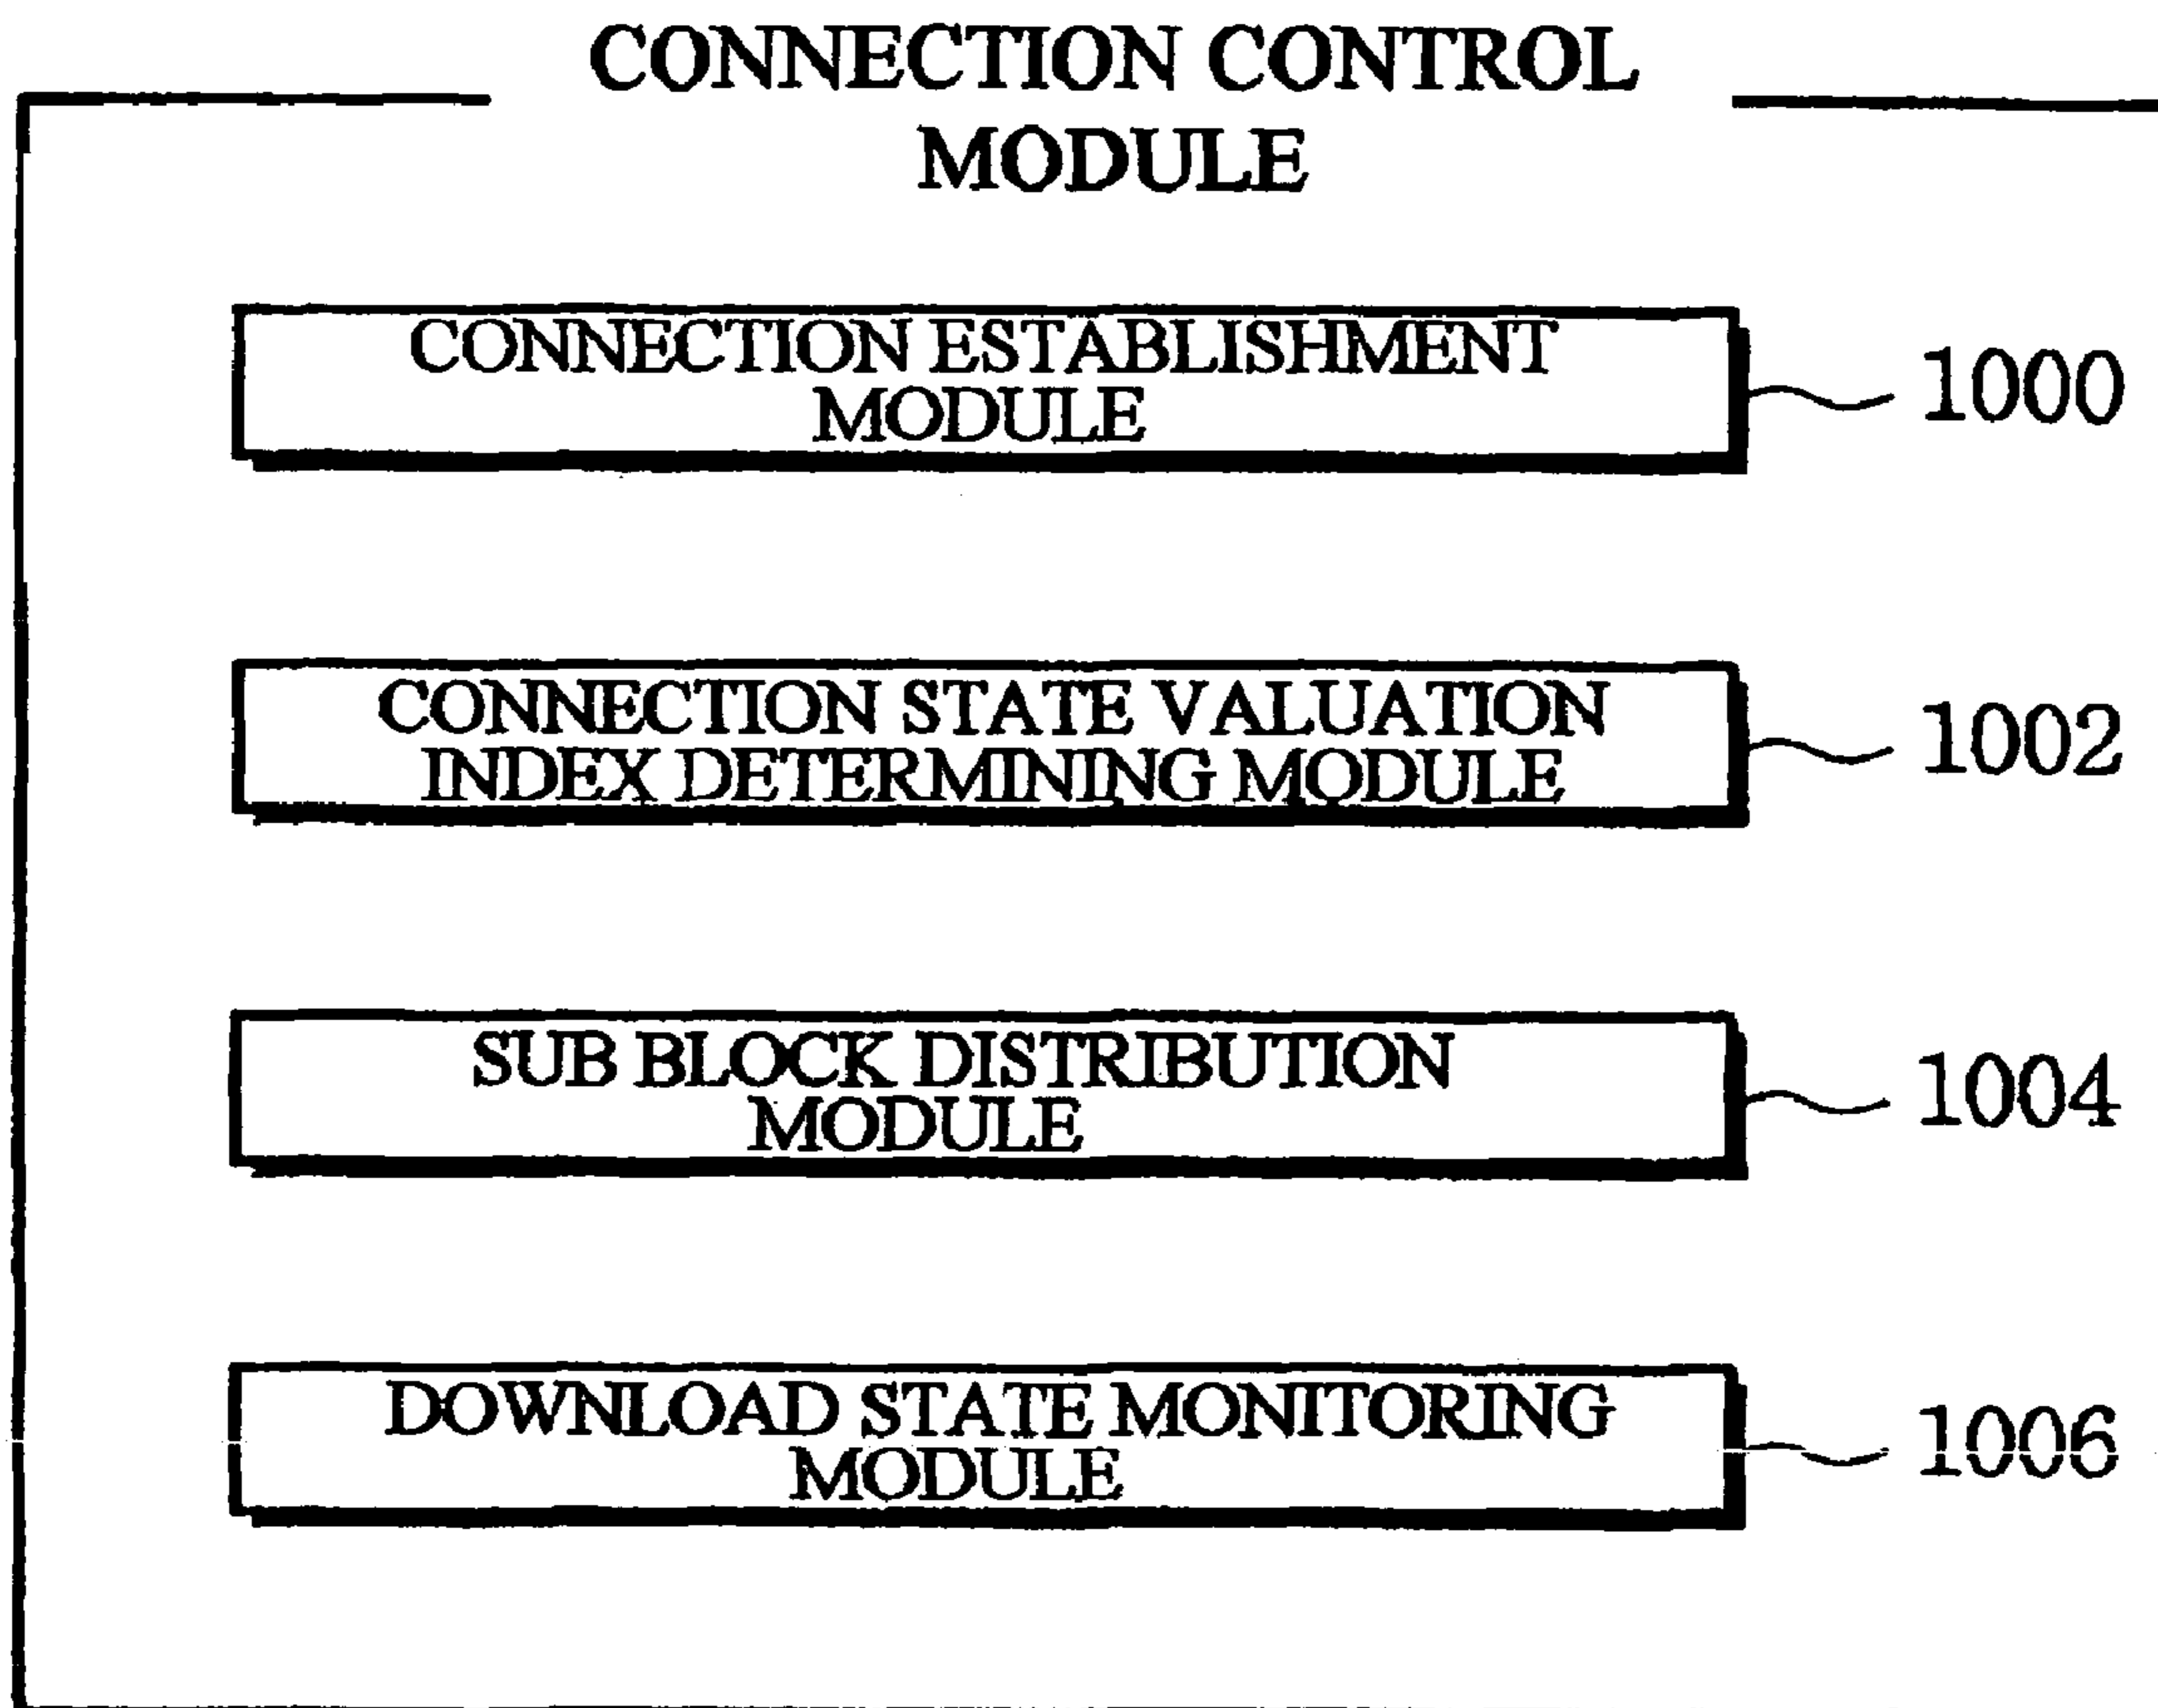 CONNECTION CONTROL
MODULE
CONNECTION ESTABLISHMENT
MODULE
1000
CONNECTION STATE VALUATION
INDEX DETERMINING MODULE
1002
SUB BLOCK DISTRIBUTION
MODULE
1004
DOWNLOAD STATE MONITORING
MODULE
1006